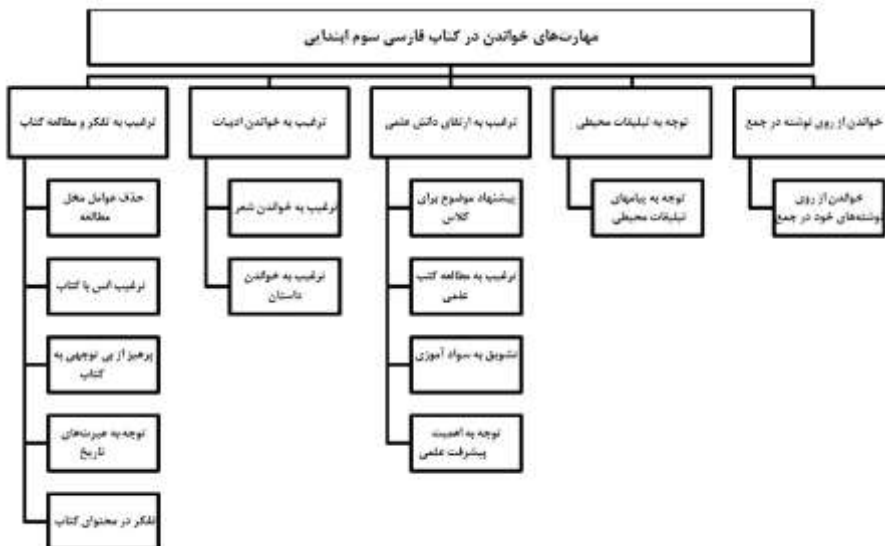 مهارت‌های خواندن در کتاب فارسی سوم ابتدایی
خواندن از روی نوشته در جمع
توجه به تبلیغات محیطی
ترغیب به ارتقای دانش علمی
ترغیب به خواندن ادبیات
ترغیب به تفکر و مطالعه کتاب
خواندن از روی
نوشته‌های خود در جمع
توجه به پیامهای
تبلیغات محیطی
پیشنهاد موضوع برای
کلاس
ترغیب به مطالعه کتب
علمی
تشویق به سواد آموزی
توجه به اهمیت
پیشرفت علمی
ترغیب به خواندن شعر
ترغیب به خواندن
داستان
حذف عوامل مخل
مطالعه
ترغیب انس با کتاب
پرهیز از بی توجهی به
کتاب
توجه به عبرت‌های
تاریخ
تفکر در محتوای کتاب